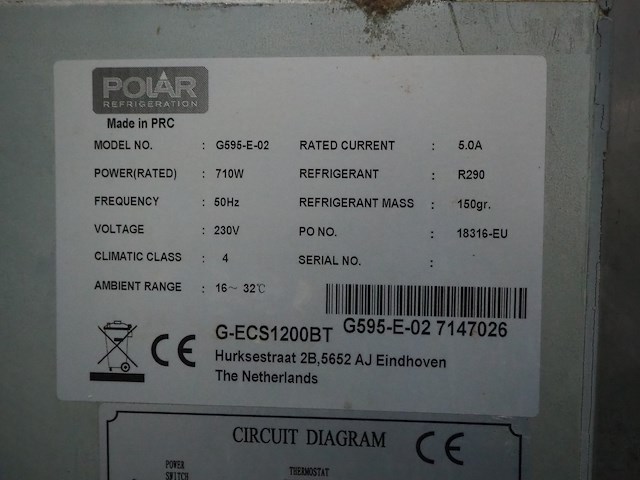 POLAR
REFRIGERATION
Made in PRC
MODEL NO. : G595-E-02 RATED CURRENT : 5.0A
POWER(RATED) : 710W REFRIGERANT : R290
FREQUENCY : 50Hz REFRIGERANT MASS : 150gr.
VOLTAGE : 230V PO NO. : 18316-EU
CLIMATIC CLASS : 4 SERIAL NO. :
AMBIENT RANGE : 16~ 32℃
G-ECS1200BT G595-E-02 7147026
Hurksestraat 2B,5652 AJ Eindhoven
The Netherlands
CE
CIRCUIT DIAGRAM CE
POWER THERMOSTAT
SWITCH